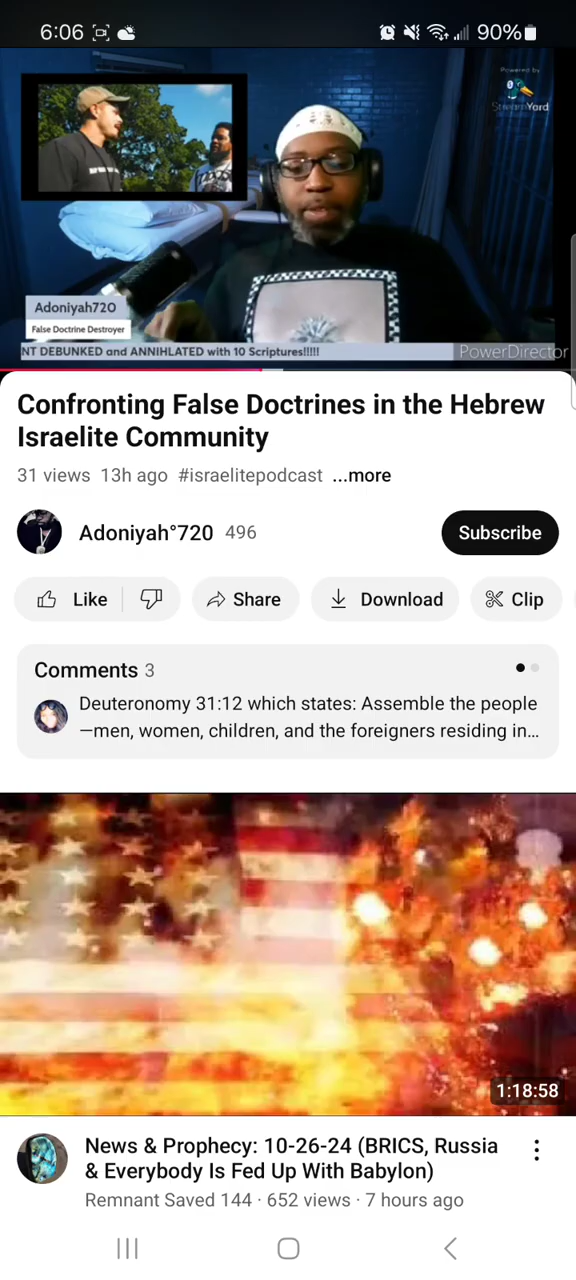 6:06
90%
Powered by
StreamYard
Adoniyah720
False Doctrine Destroyer
NT DEBUNKED and ANNIHLATED with 10 Scriptures!!!!!
PowerDirector
Confronting False Doctrines in the Hebrew
Israelite Community
31 views 13h ago #israelitepodcast ...more
Adoniyah°720 496
Subscribe
Like
Share
Download
Clip
Comments 3
Deuteronomy 31:12 which states: Assemble the people
—men, women, children, and the foreigners residing in...
1:18:58
News & Prophecy: 10-26-24 (BRICS, Russia
& Everybody Is Fed Up With Babylon)
Remnant Saved 144 · 652 views · 7 hours ago